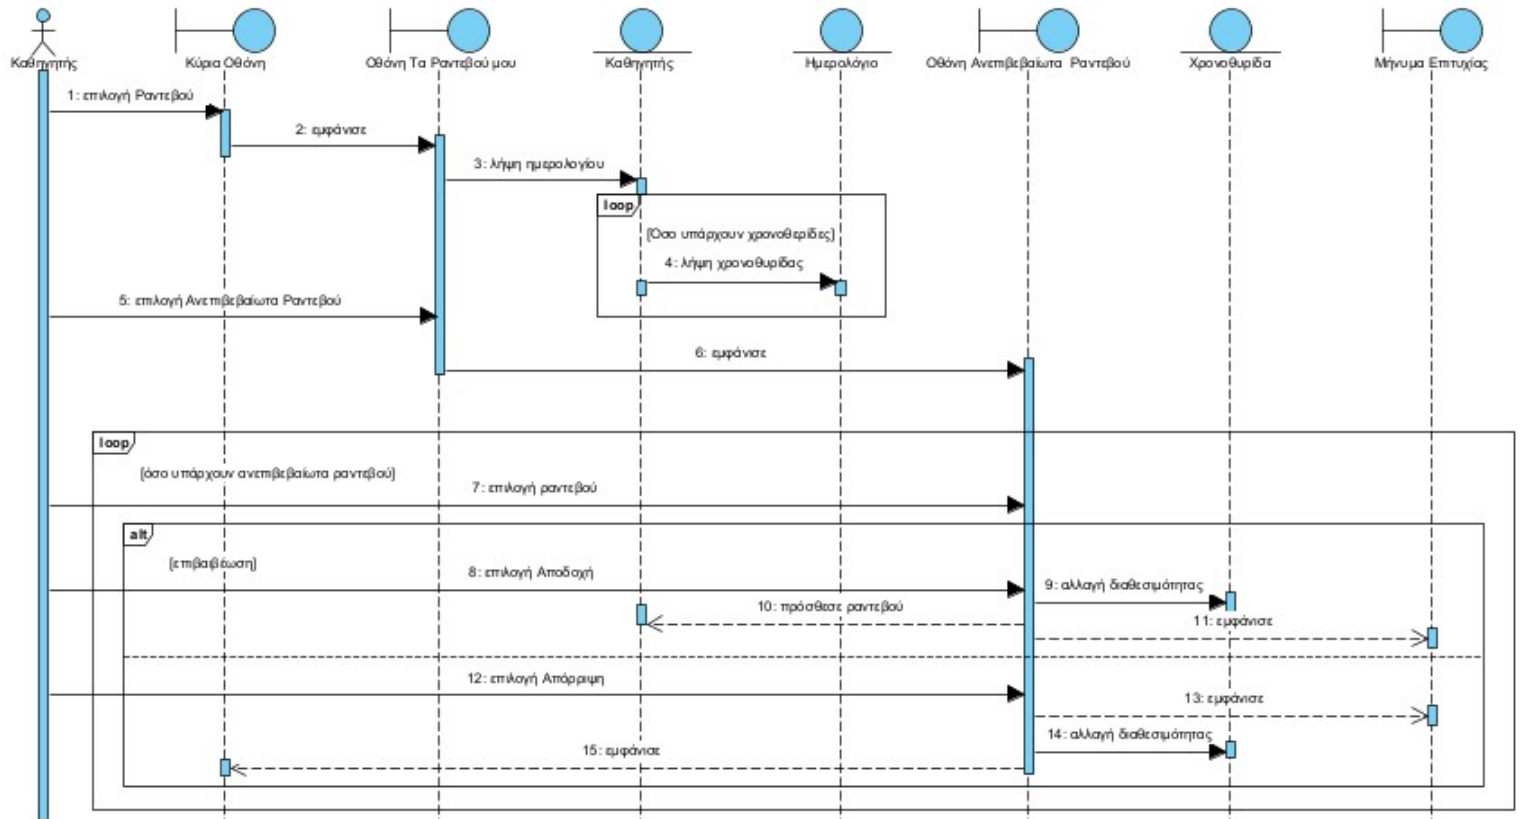 Καθηγητής
Κύρια Οθόνη
Οθόνη Τα Ραντεβού μου
Καθηγητής
Ημερολόγιο
Οθόνη Ανεπιβεβαίωτα Ραντεβού
Χρονοθυρίδα
Μήνυμα Επιτυχίας
1: επιλογή Ραντεβού
2: εμφάνισε
3: λήψη ημερολογίου
loop
[Όσο υπάρχουν χρονοθερίδες]
4: λήψη χρονοθυρίδας
5: επιλογή Ανεπιβεβαίωτα Ραντεβού
6: εμφάνισε
loop
[όσο υπάρχουν ανεπιβεβαίωτα ραντεβού]
7: επιλογή ραντεβού
alt
[επιβαιβέωση]
8: επιλογή Αποδοχή
9: αλλαγή διαθεσιμότητας
10: πρόσθεσε ραντεβού
11: εμφάνισε
12: επιλογή Απόρριψη
13: εμφάνισε
14: αλλαγή διαθεσιμότητας
15: εμφάνισε